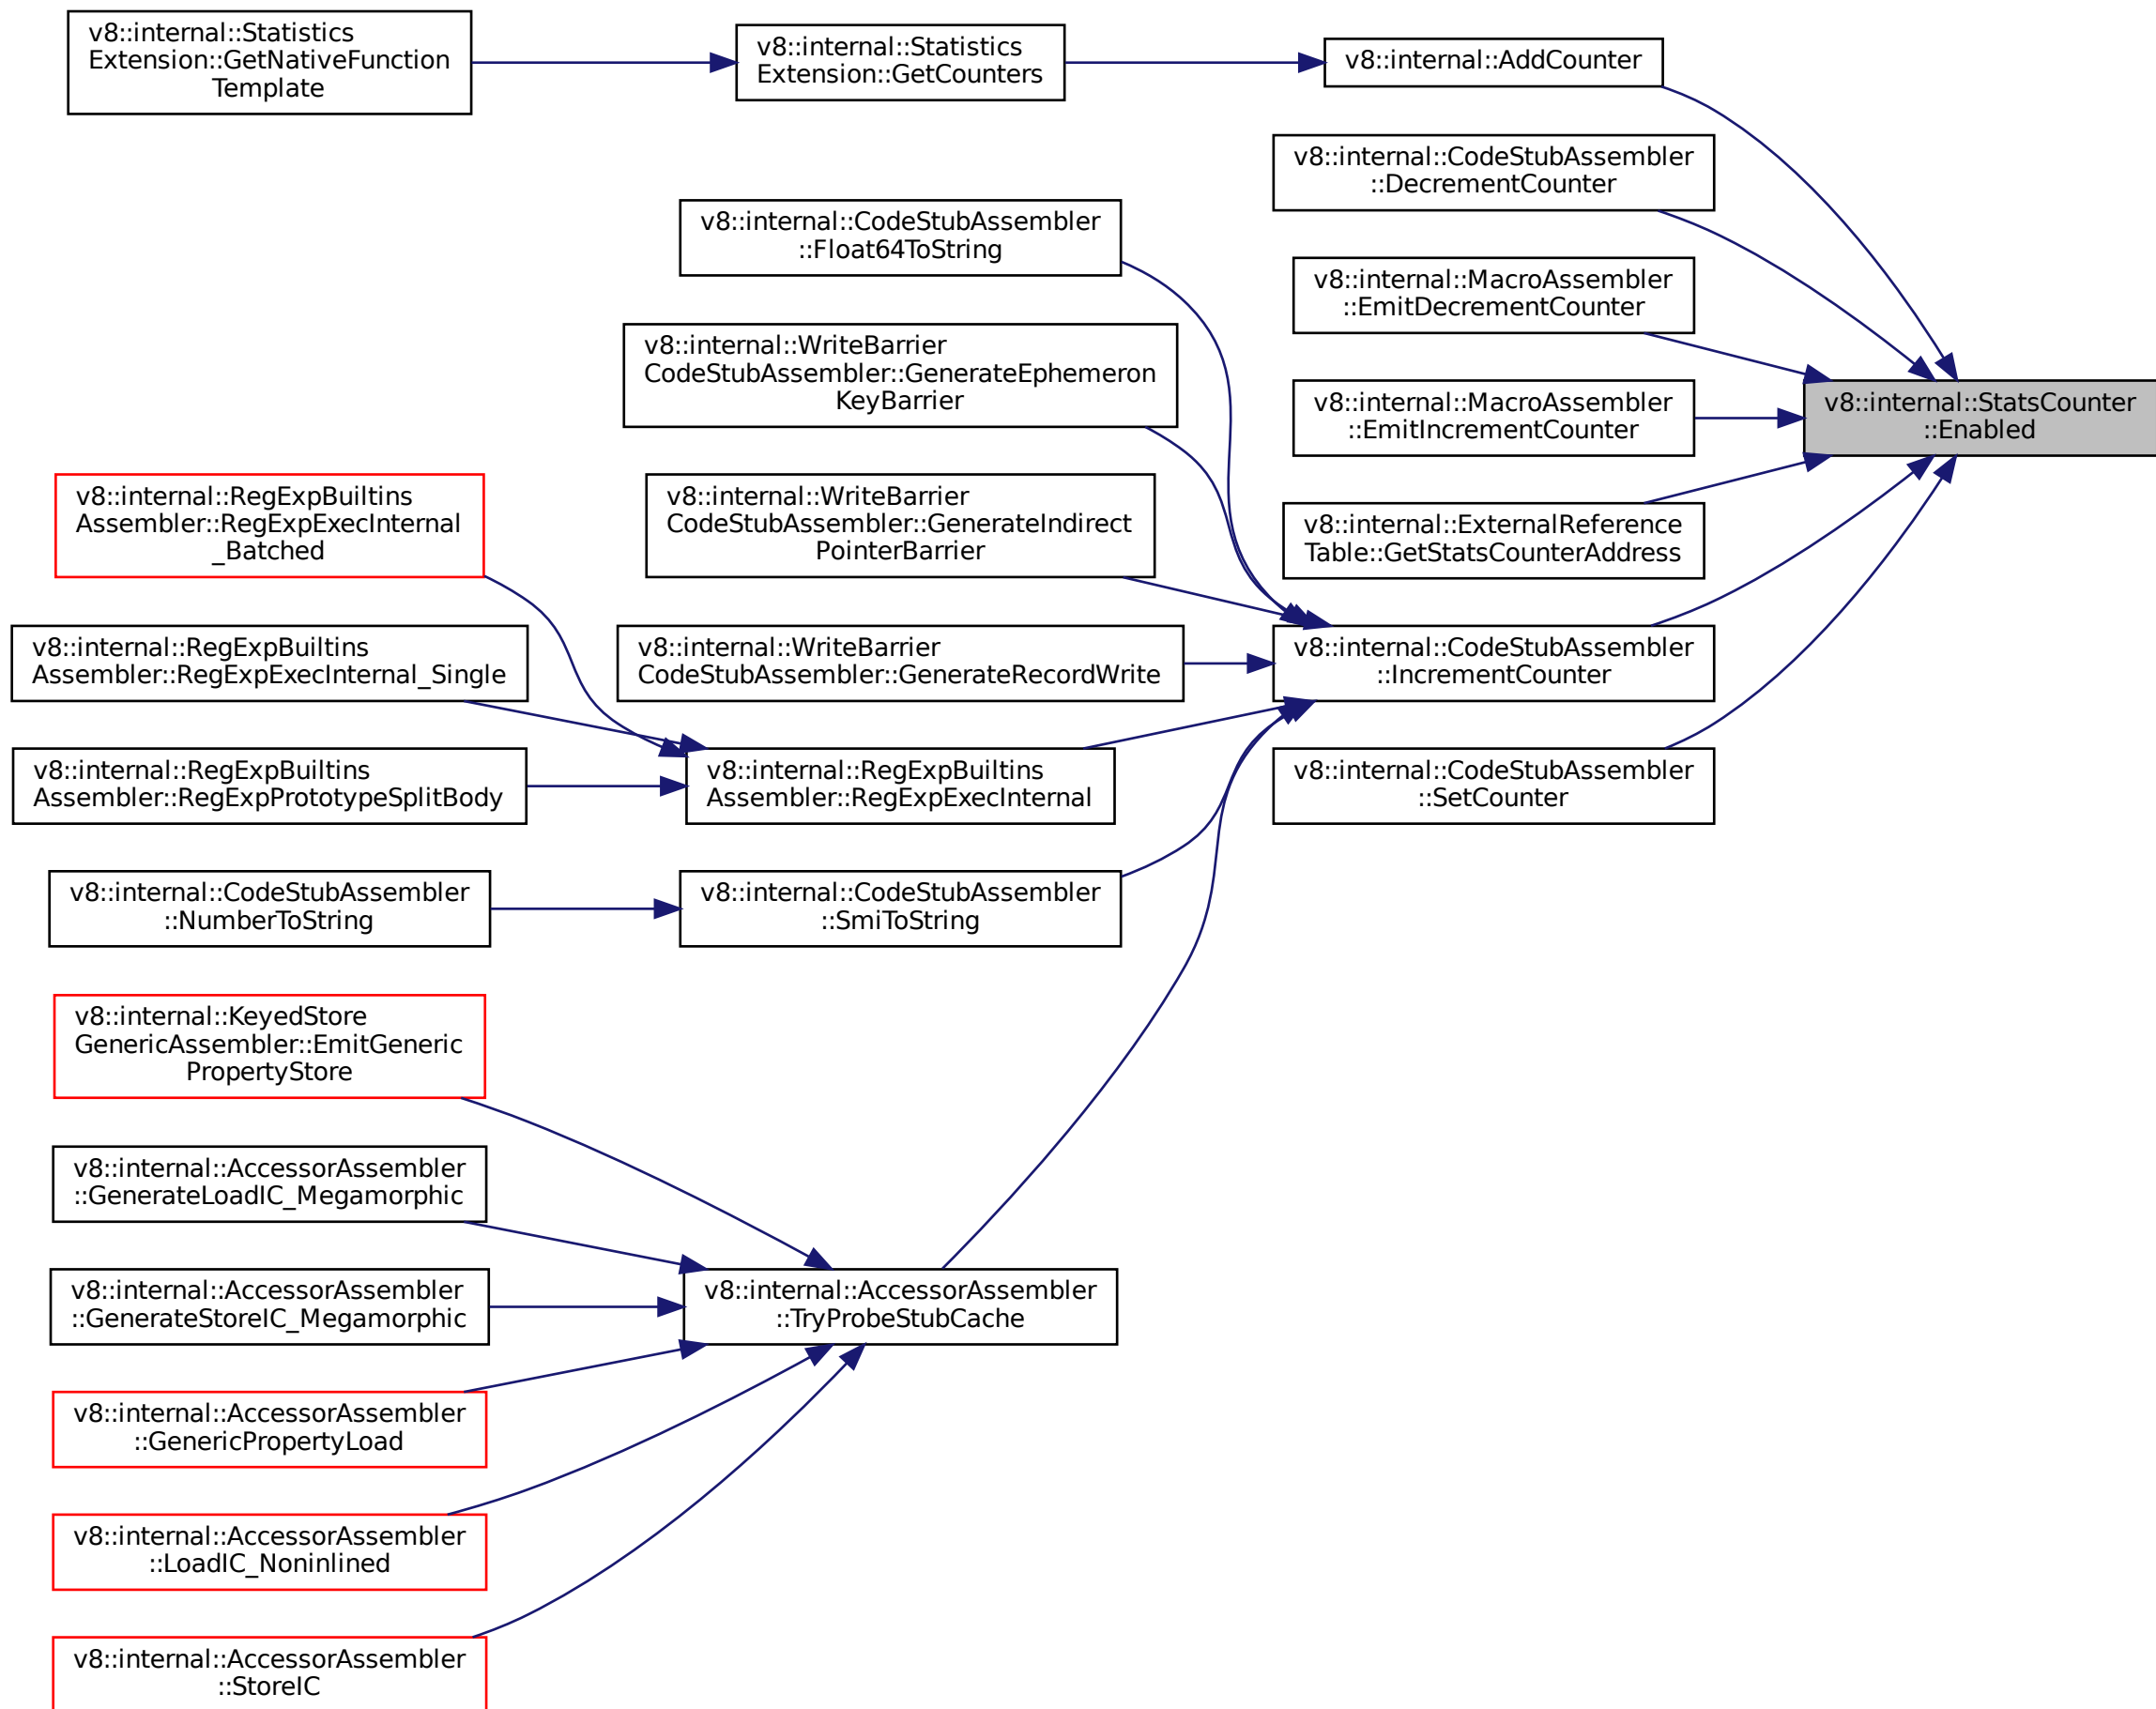 v8::internal::Statistics
Extension::GetNativeFunction
Template
v8::internal::Statistics
Extension::GetCounters
v8::internal::AddCounter
v8::internal::CodeStubAssembler
::DecrementCounter
v8::internal::CodeStubAssembler
::Float64ToString
v8::internal::MacroAssembler
::EmitDecrementCounter
v8::internal::WriteBarrier
CodeStubAssembler::GenerateEphemeron
KeyBarrier
v8::internal::MacroAssembler
::EmitIncrementCounter
v8::internal::StatsCounter
::Enabled
v8::internal::RegExpBuiltins
Assembler::RegExpExecInternal
_Batched
v8::internal::WriteBarrier
CodeStubAssembler::GenerateIndirect
PointerBarrier
v8::internal::ExternalReference
Table::GetStatsCounterAddress
v8::internal::RegExpBuiltins
Assembler::RegExpExecInternal_Single
v8::internal::WriteBarrier
CodeStubAssembler::GenerateRecordWrite
v8::internal::CodeStubAssembler
::IncrementCounter
v8::internal::RegExpBuiltins
Assembler::RegExpPrototypeSplitBody
v8::internal::RegExpBuiltins
Assembler::RegExpExecInternal
v8::internal::CodeStubAssembler
::SetCounter
v8::internal::CodeStubAssembler
::NumberToString
v8::internal::CodeStubAssembler
::SmiToString
v8::internal::KeyedStore
GenericAssembler::EmitGeneric
PropertyStore
v8::internal::AccessorAssembler
::GenerateLoadIC_Megamorphic
v8::internal::AccessorAssembler
::GenerateStoreIC_Megamorphic
v8::internal::AccessorAssembler
::TryProbeStubCache
v8::internal::AccessorAssembler
::GenericPropertyLoad
v8::internal::AccessorAssembler
::LoadIC_Noninlined
v8::internal::AccessorAssembler
::StoreIC